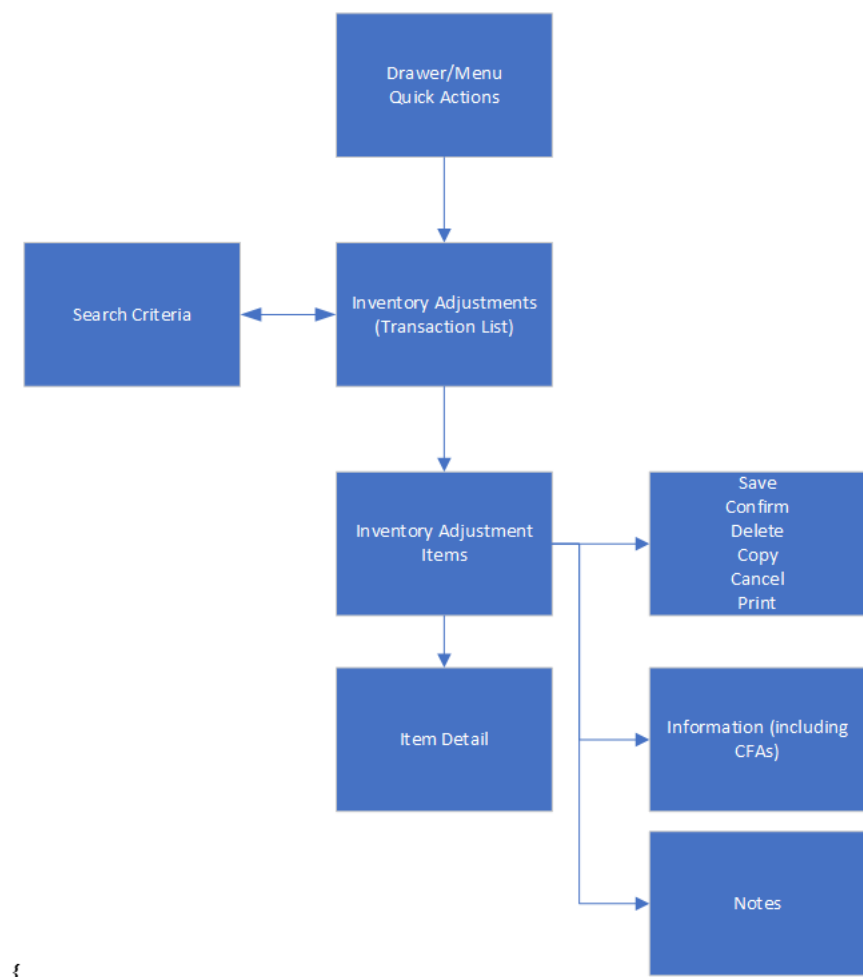 Drawer/Menu
Quick Actions
Search Criteria
Inventory Adjustments
(Transaction List)
Inventory Adjustment
Items
Save
Confirm
Delete
Copy
Cancel
Print
Item Detail
Information (including
CFAs)
Notes
{